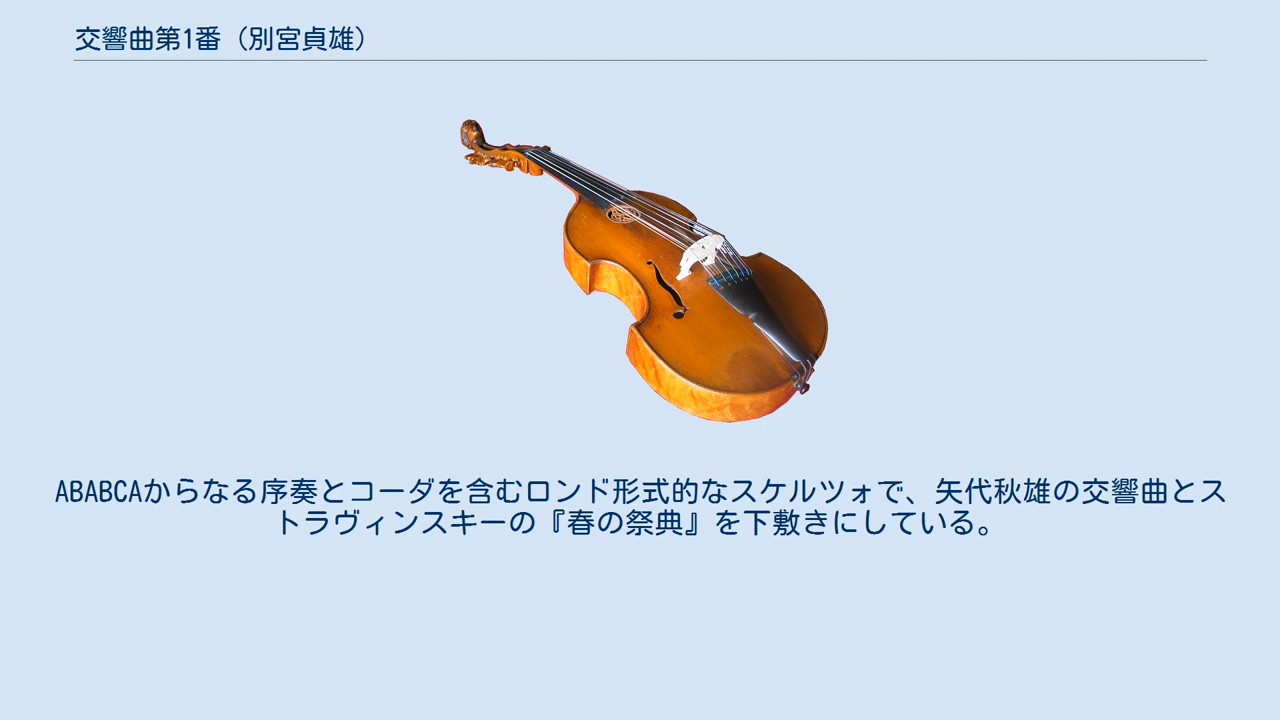 交響曲第1番（別宮貞雄）
ABABCAからなる序奏とコーダを含むロンド形式的なスケルツォで、矢代秋雄の交響曲とス
トラヴィンスキーの『春の祭典』を下敷きにしている。